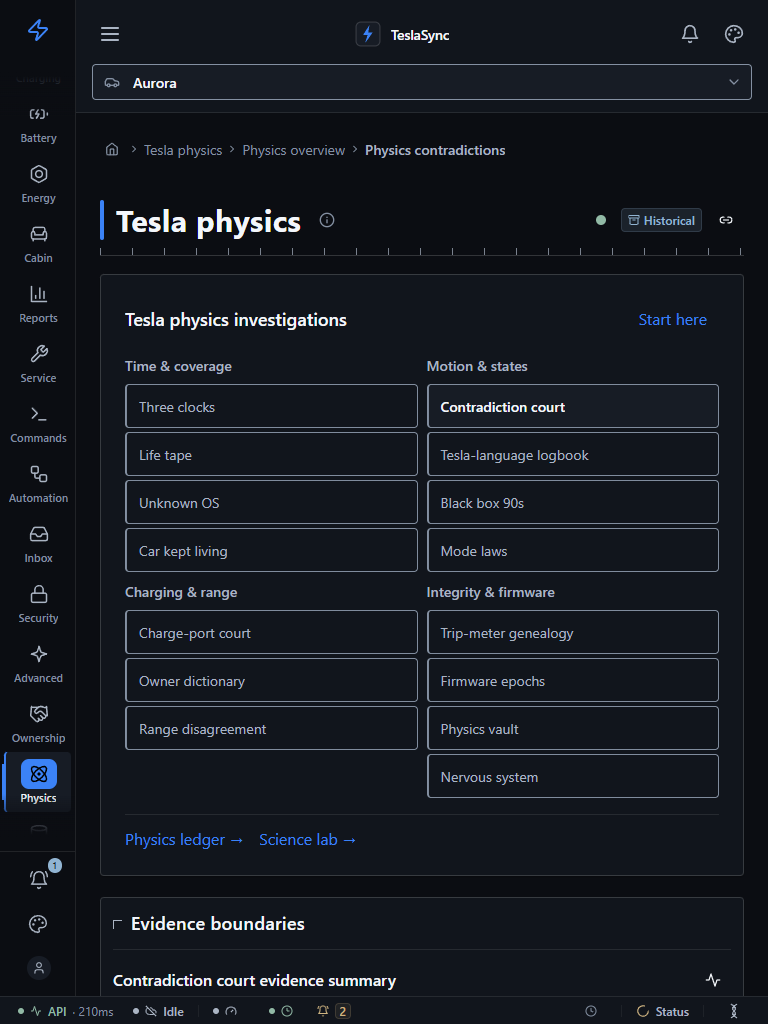 TeslaSync
Aurora
Battery
Energy
Cabin
Reports
Service
Commands
Automation
Inbox
Security
Advanced
Ownership
Physics
1
Tesla physics > Physics overview > Physics contradictions
Tesla physics
Historical
Tesla physics investigations
Start here
Time & coverage
Three clocks
Life tape
Unknown OS
Car kept living
Motion & states
Contradiction court
Tesla-language logbook
Black box 90s
Mode laws
Charging & range
Charge-port court
Owner dictionary
Range disagreement
Integrity & firmware
Trip-meter genealogy
Firmware epochs
Physics vault
Nervous system
Physics ledger → Science lab →
Evidence boundaries
Contradiction court evidence summary
API · 210ms Idle 2 Status